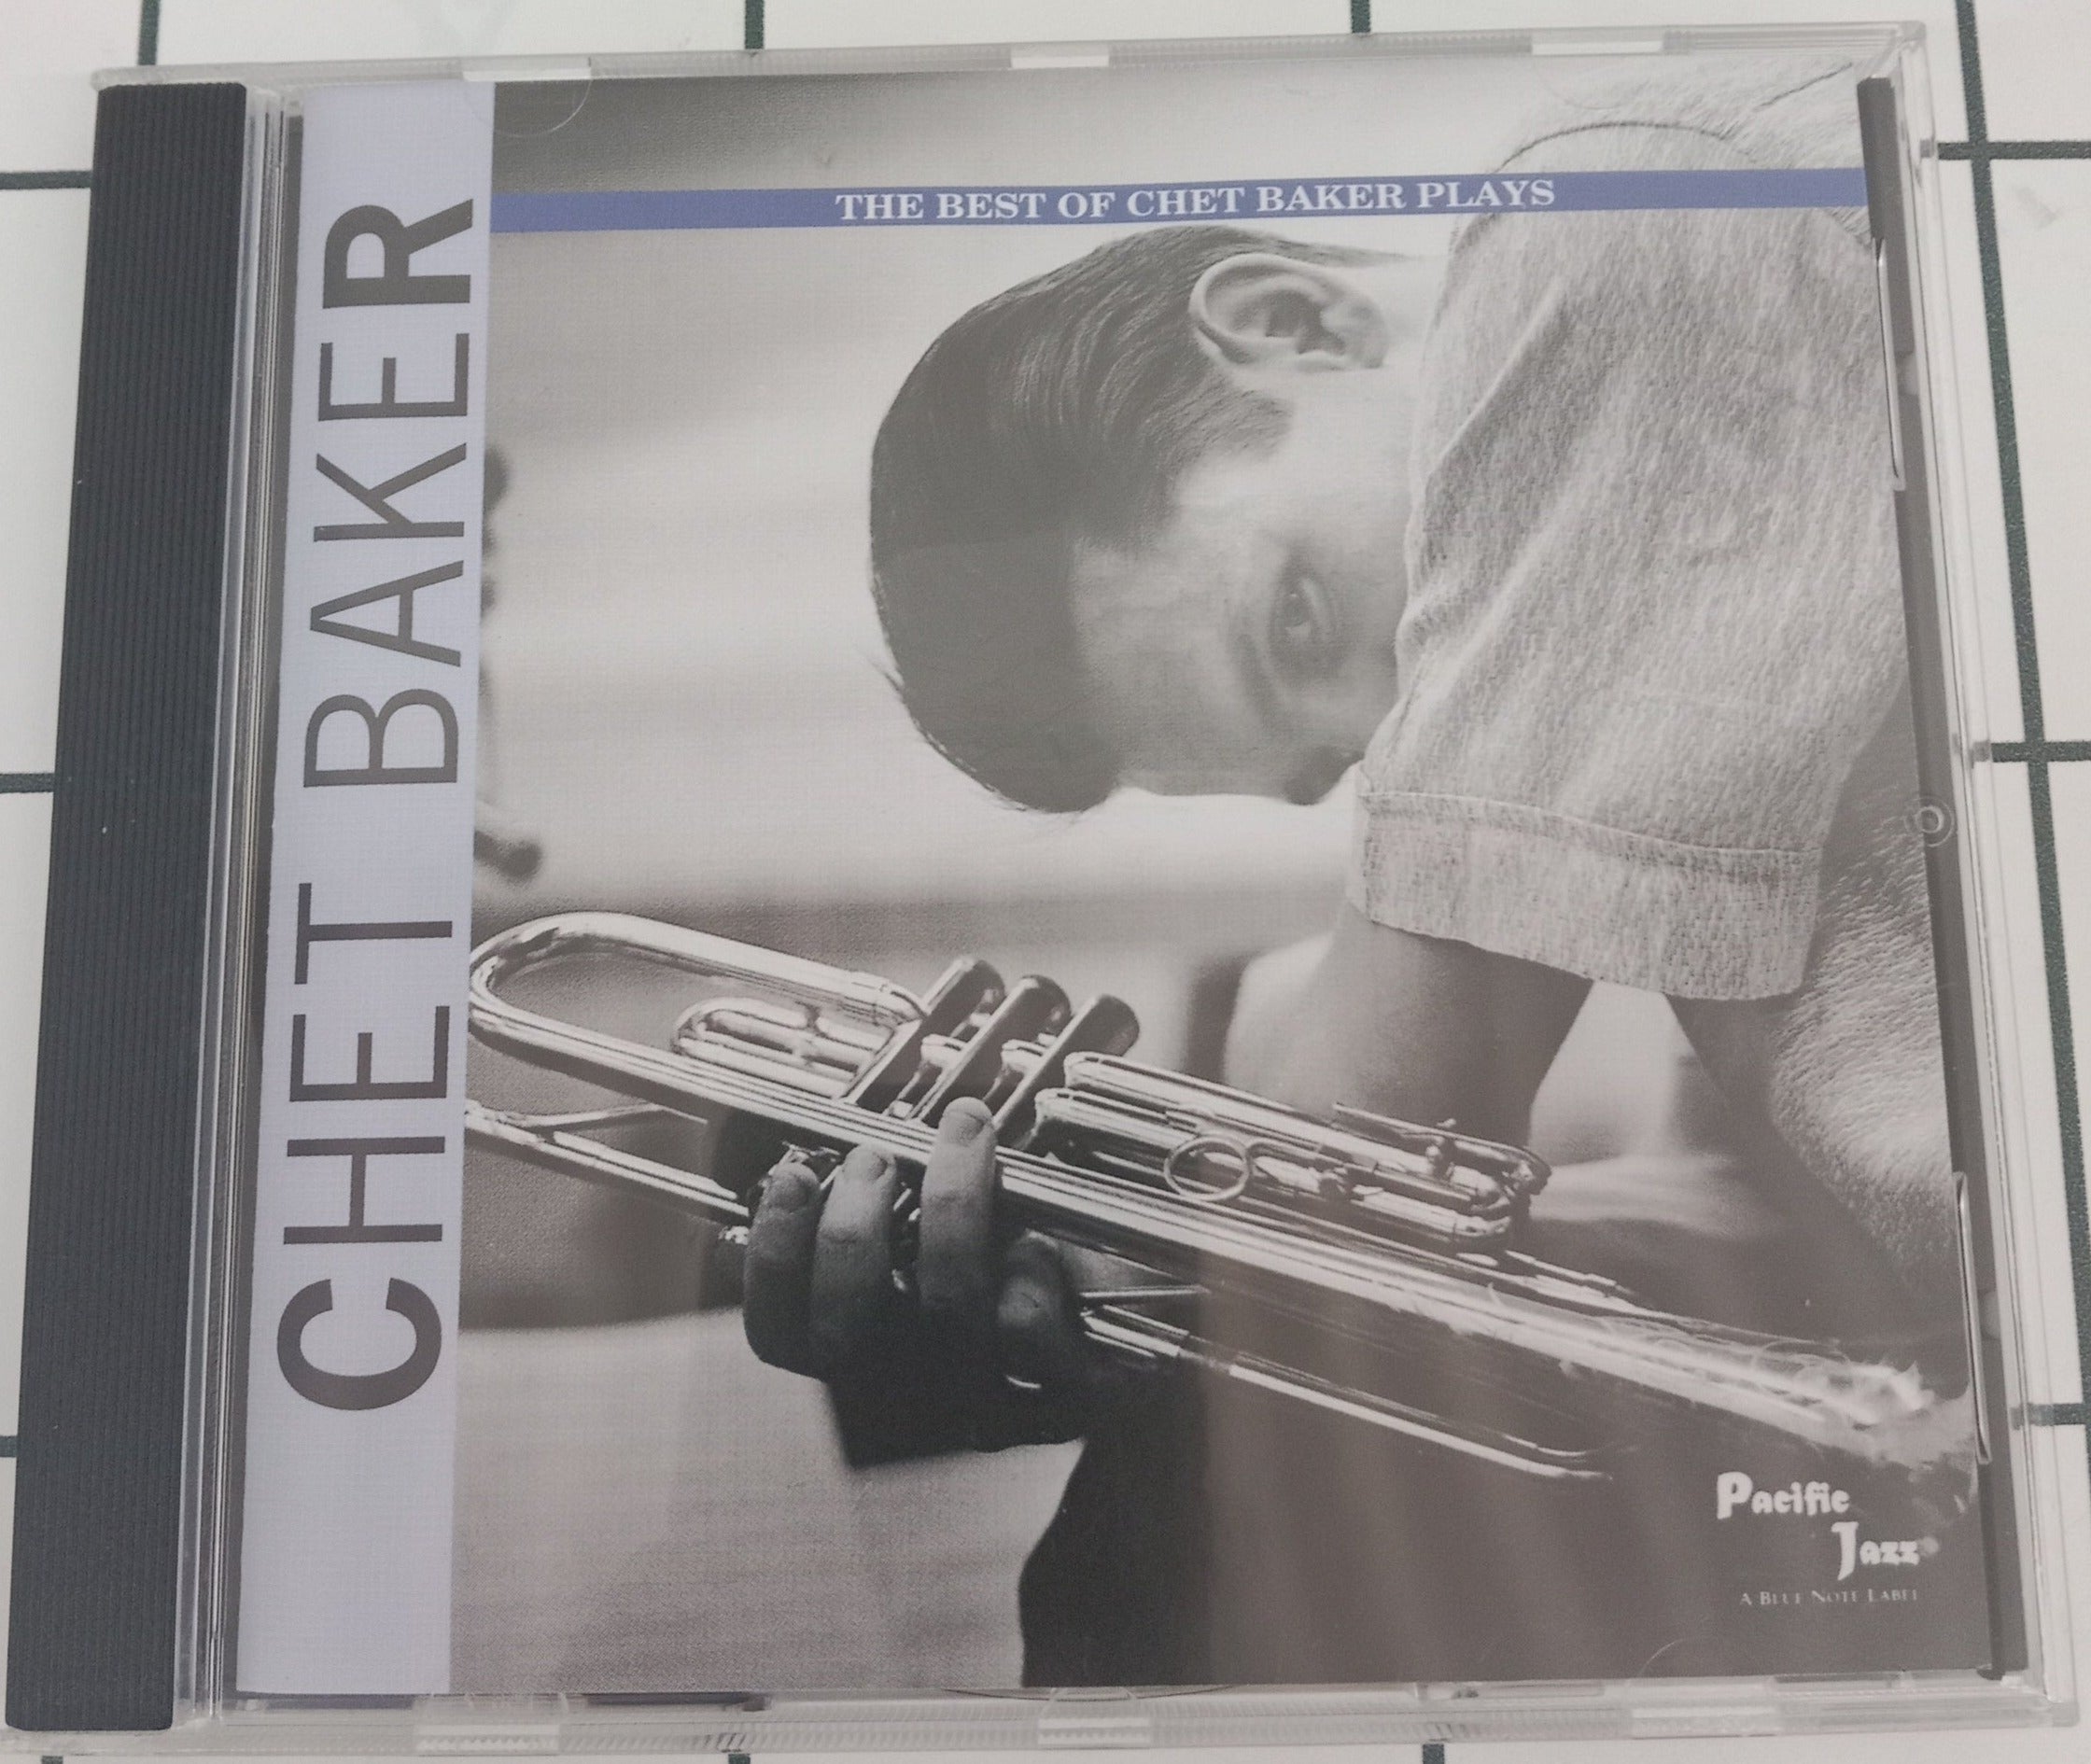 CHET BAKER
THE BEST OF CHET BAKER PLAYS
Pacific
Jazz
A BLUE NOTE LABEL